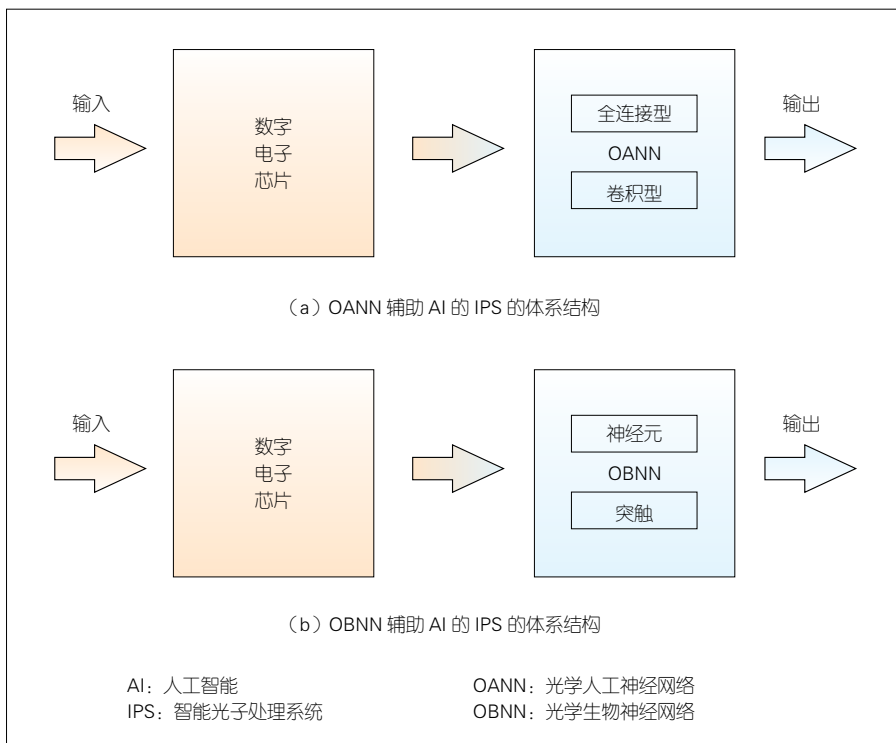 输入
数字
电子
芯片
全连接型
OANN
卷积型
输出
（a）OANN 辅助 AI 的 IPS 的体系结构
输入
数字
电子
芯片
神经元
OBNN
突触
输出
（b）OBNN 辅助 AI 的 IPS 的体系结构
AI：人工智能
OANN：光学人工神经网络
IPS：智能光子处理系统
OBNN：光学生物神经网络